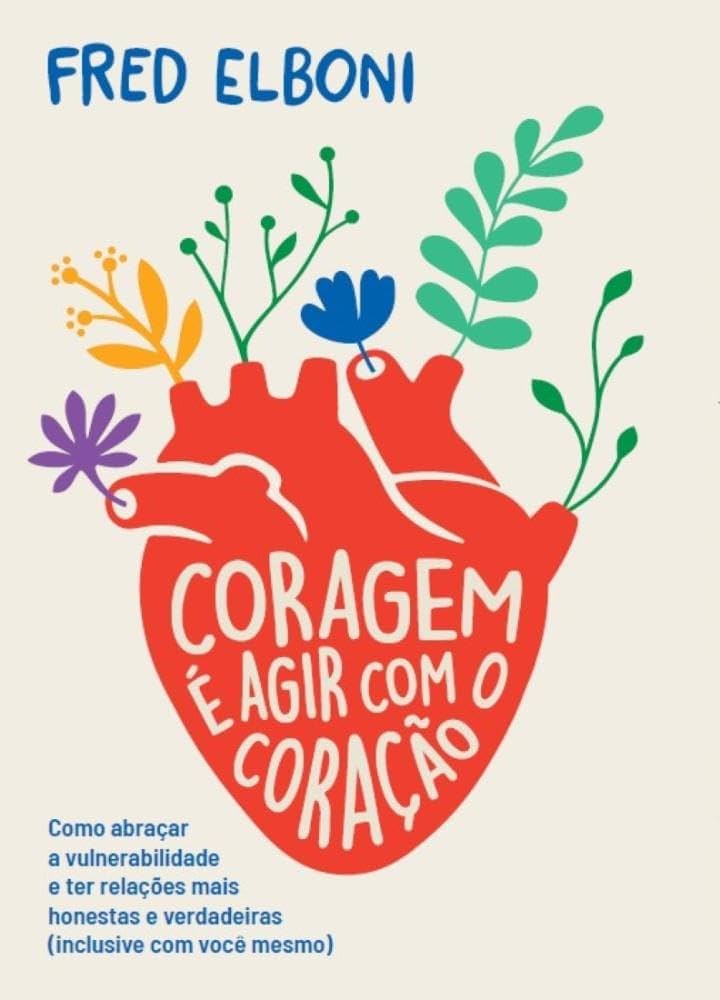 FRED ELBONI
CORAGEM
É AGIR COM O
CORAÇÃO
Como abraçar
a vulnerabilidade
e ter relações mais
honestas e verdadeiras
(inclusive com você mesmo)